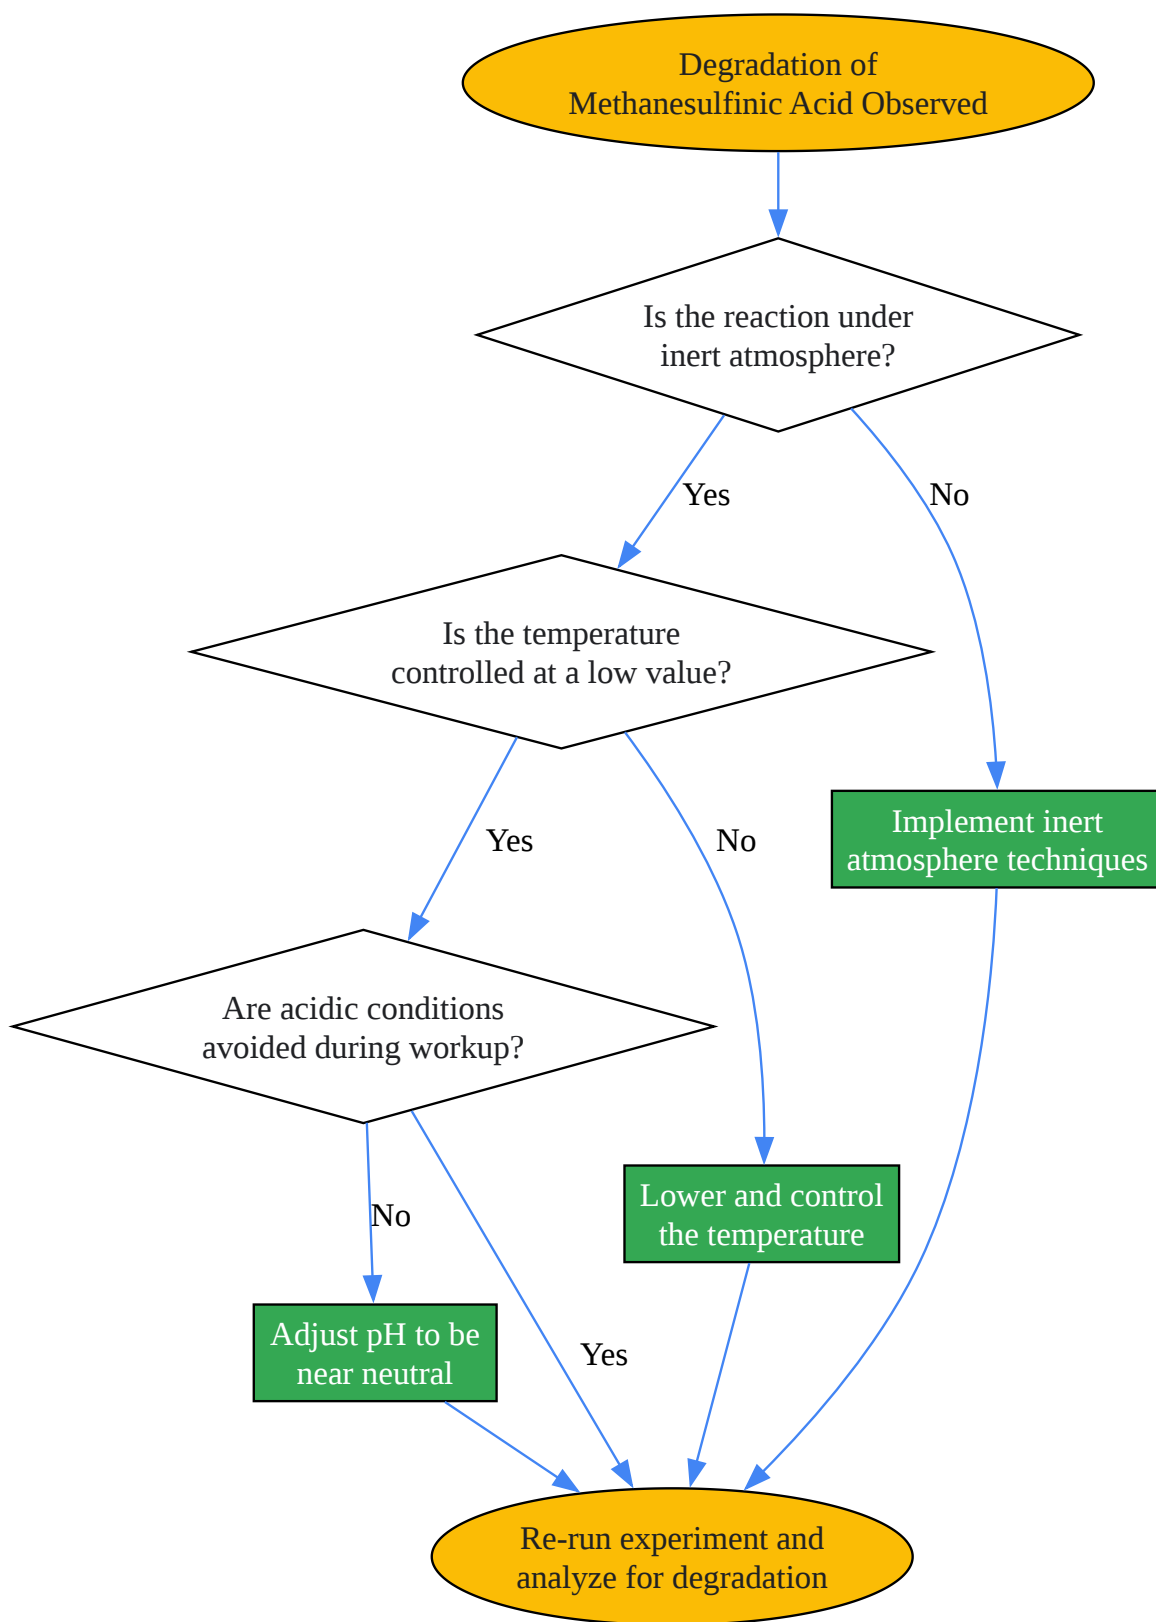 Degradation of
Methanesulfinic Acid Observed
Is the reaction under
inert atmosphere?
Yes
No
Is the temperature
controlled at a low value?
Yes
No
Implement inert
atmosphere techniques
Are acidic conditions
avoided during workup?
No
Lower and control
the temperature
Adjust pH to be
near neutral
Yes
Re-run experiment and
analyze for degradation